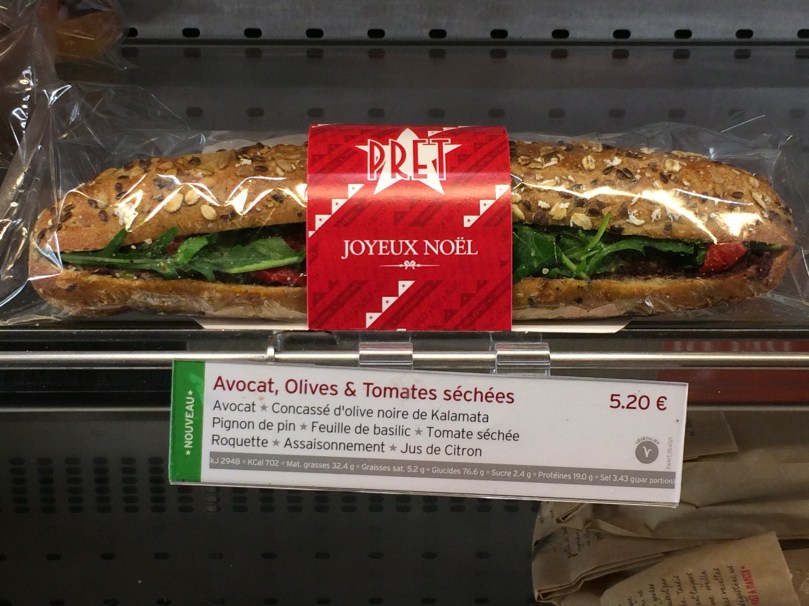 PRET
JOYEUX NOËL
NOUVEAU
Avocat, Olives & Tomates séchées
5.20 €
Avocat ★ Concassé d'olive noire de Kalamata
Pignon de pin ★ Feuille de basilic ★ Tomate séchée
Roquette ★ Assaisonnement ★ Jus de Citron
kJ 2948 • KCal 702 • Mat. grasses 32.4 g • Graisses sat. 5.2 g • Glucides 76.6 g • Sucre 2.4 g • Protéines 19.0 g • Sel 3.43 g (par portion)